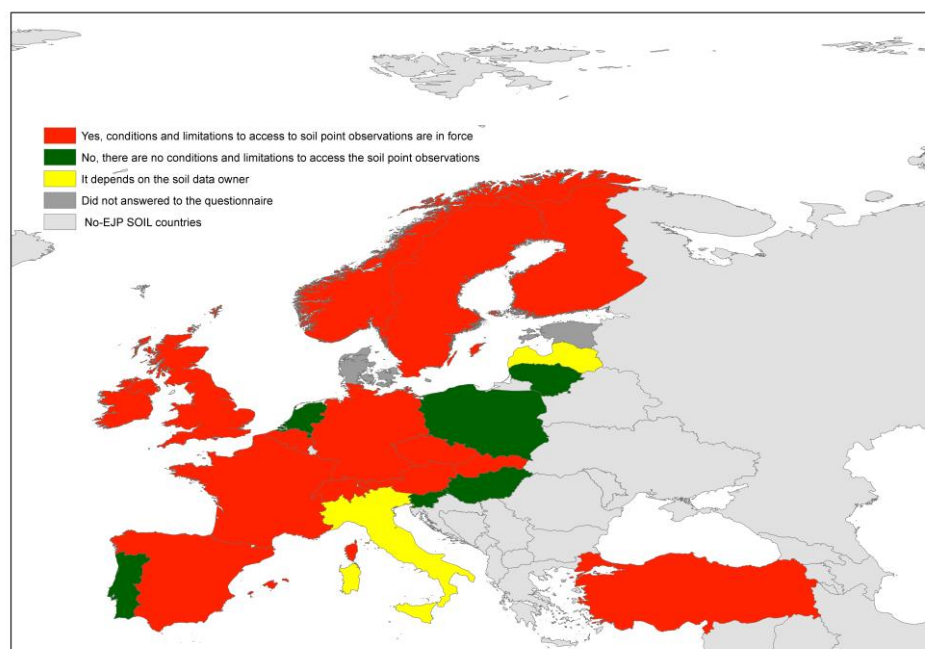 Yes, conditions and limitations to access to soil point observations are in force
No, there are no conditions and limitations to access the soil point observations
It depends on the soil data owner
Did not answered to the questionnaire
No-EJP SOIL countries